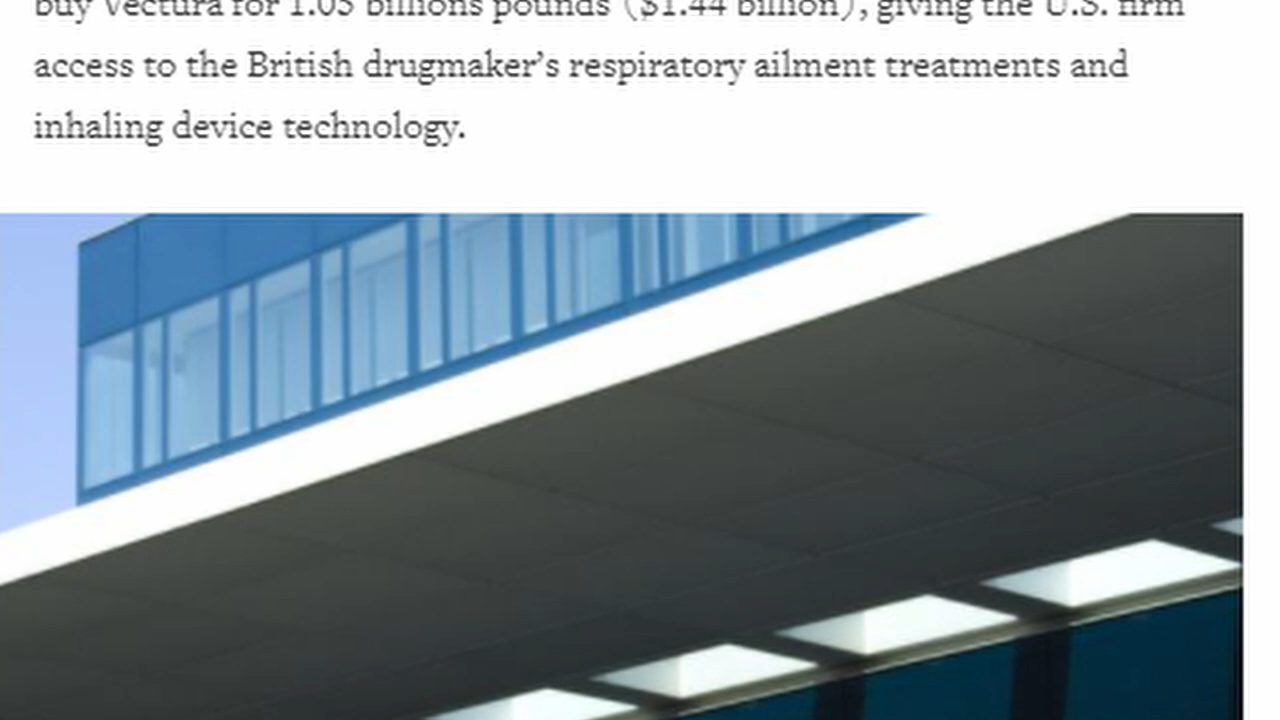 buy Vectura for 1.05 billions pounds ($1.44 billion), giving the U.S. firm
access to the British drugmaker’s respiratory ailment treatments and
inhaling device technology.